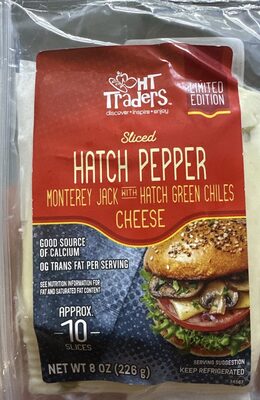 HT
Traders™
discover • inspire • enjoy
LIMITED
EDITION
Sliced
HATCH PEPPER
MONTEREY JACK WITH HATCH GREEN CHILES
CHEESE
GOOD SOURCE
OF CALCIUM
0G TRANS FAT PER SERVING
SEE NUTRITION INFORMATION FOR
FAT AND SATURATED FAT CONTENT
APPROX.
10
SLICES
SERVING SUGGESTION
KEEP REFRIGERATED
NET WT 8 OZ (226 g)